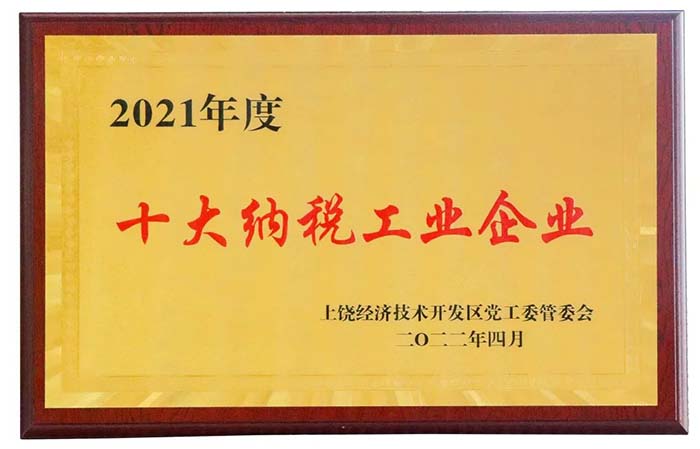 2021年度
十大纳税工业企业
上饶经济技术开发区党工委管委会
二〇二二年四月